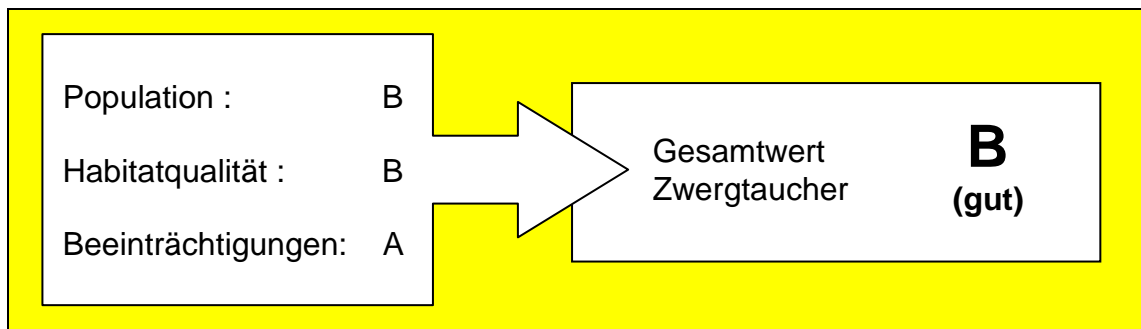 Population : B
Habitatqualität : B
Beeinträchtigungen: A
Gesamtwert
Zwergtaucher
B
(gut)